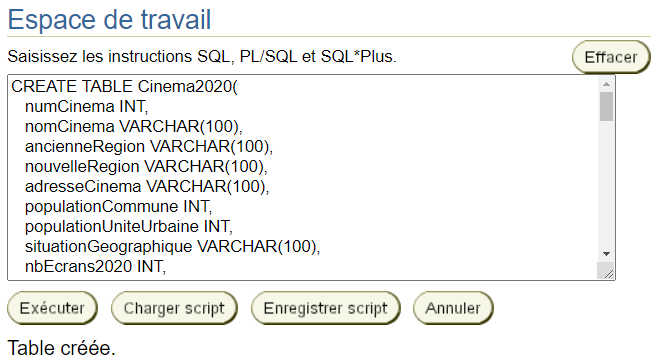 Espace de travail
Saisissez les instructions SQL, PL/SQL et SQL*Plus.
Effacer
CREATE TABLE Cinema2020(
numCinema INT,
nomCinema VARCHAR(100),
ancienneRegion VARCHAR(100),
nouvelleRegion VARCHAR(100),
adresseCinema VARCHAR(100),
populationCommune INT,
populationUniteUrbaine INT,
situationGeographique VARCHAR(100),
nbEcrans2020 INT,
Exécuter Charger script Enregistrer script Annuler
Table créée.